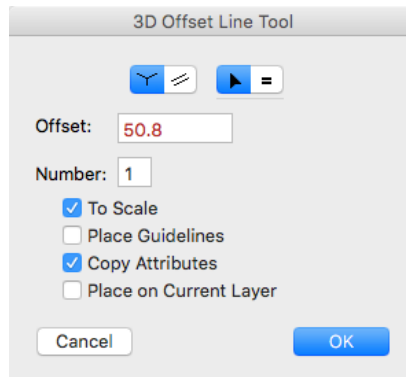 3D Offset Line Tool
=
Offset: 50.8
Number: 1
To Scale
Place Guidelines
Copy Attributes
Place on Current Layer
Cancel OK